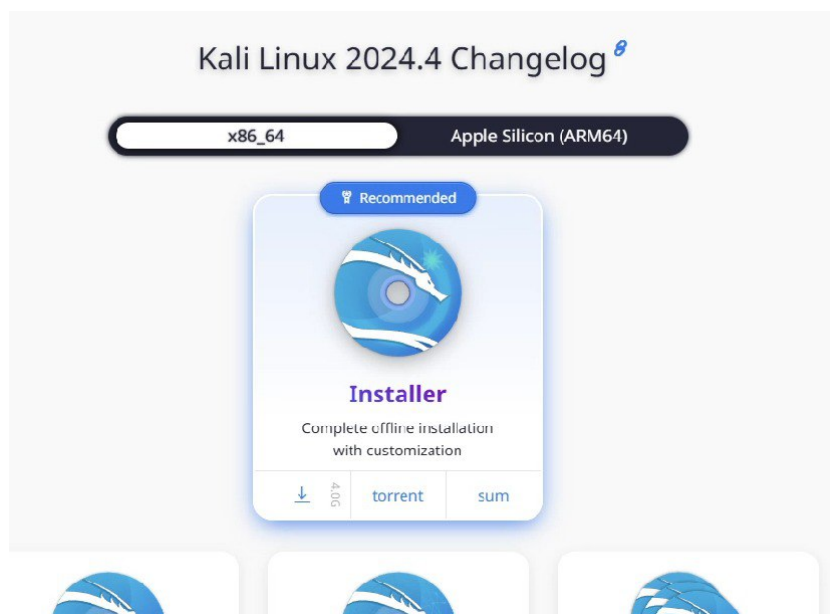 Kali Linux 2024.4 Changelog
x86_64
Apple Silicon (ARM64)
Recommended
Installer
Complete offline installation
with customization
4.0G
torrent
sum